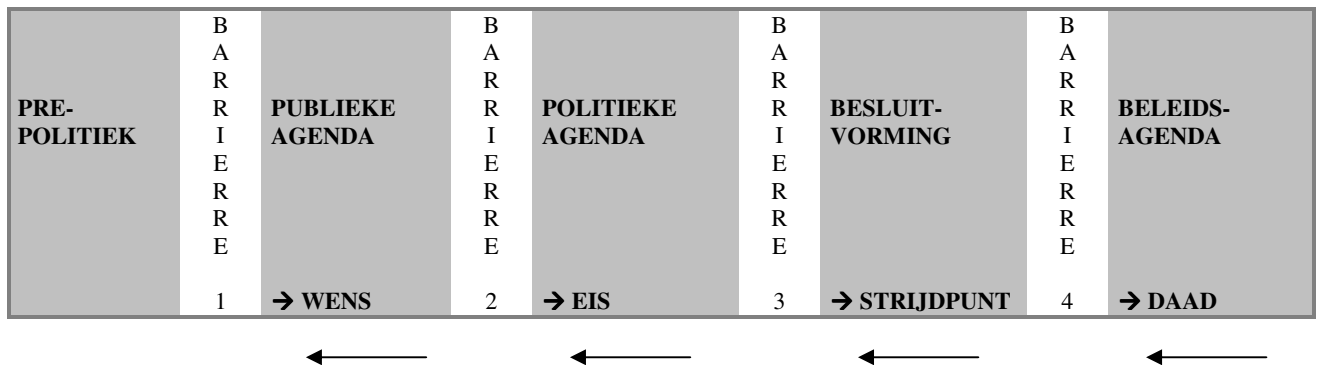 B B B B
A A A A
R R R R
PRE- R PUBLIEKE R POLITIEKE R BESLUIT- R BELEIDS-
POLITIEK I AGENDA I AGENDA I VORMING I AGENDA
E E E E
R R R R
R R R R
E E E E
1 → WENS 2 → EIS 3 → STRIJDPUNT 4 → DAAD